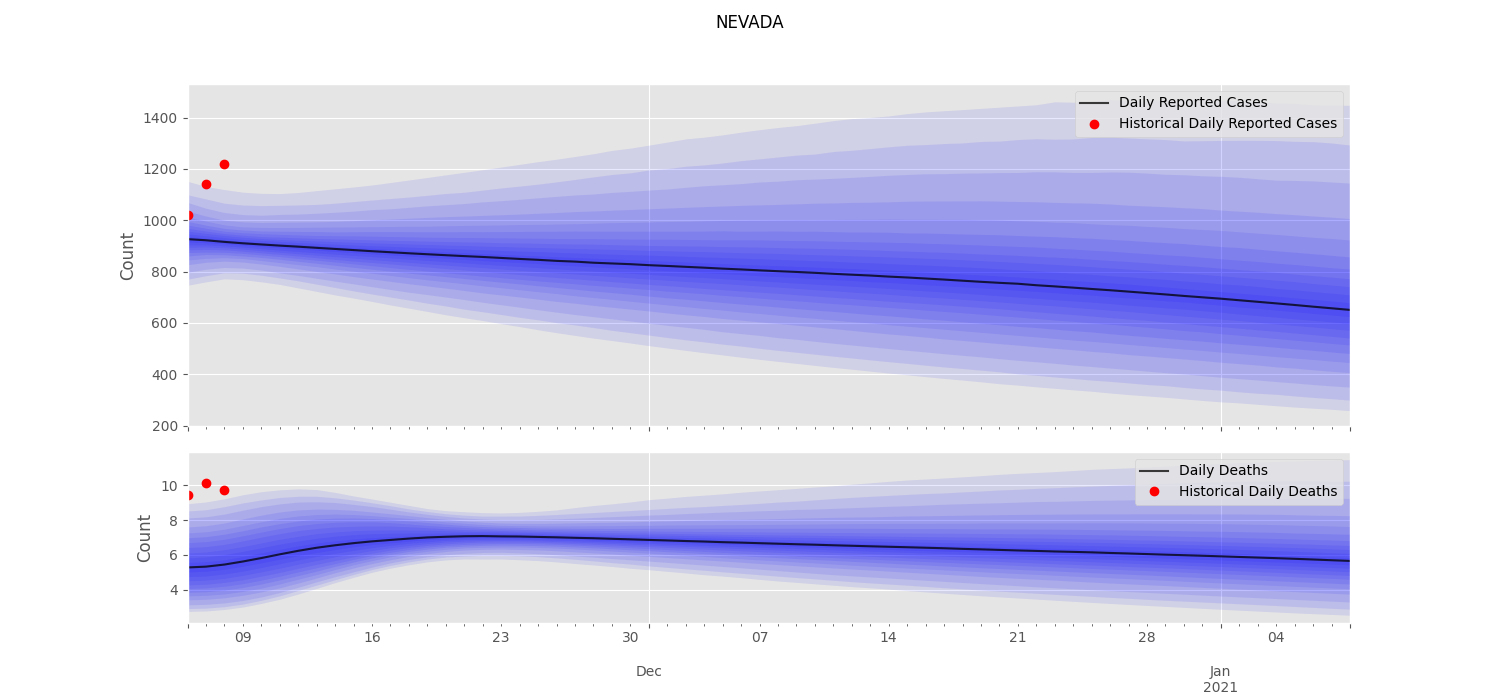 NEVADA
Daily Reported Cases
Historical Daily Reported Cases
1400
1200
1000
800
600
400
200
Count
Daily Deaths
Historical Daily Deaths
10
8
6
4
Count
09 16 23 30 07 14 21 28 04
Dec Jan
2021